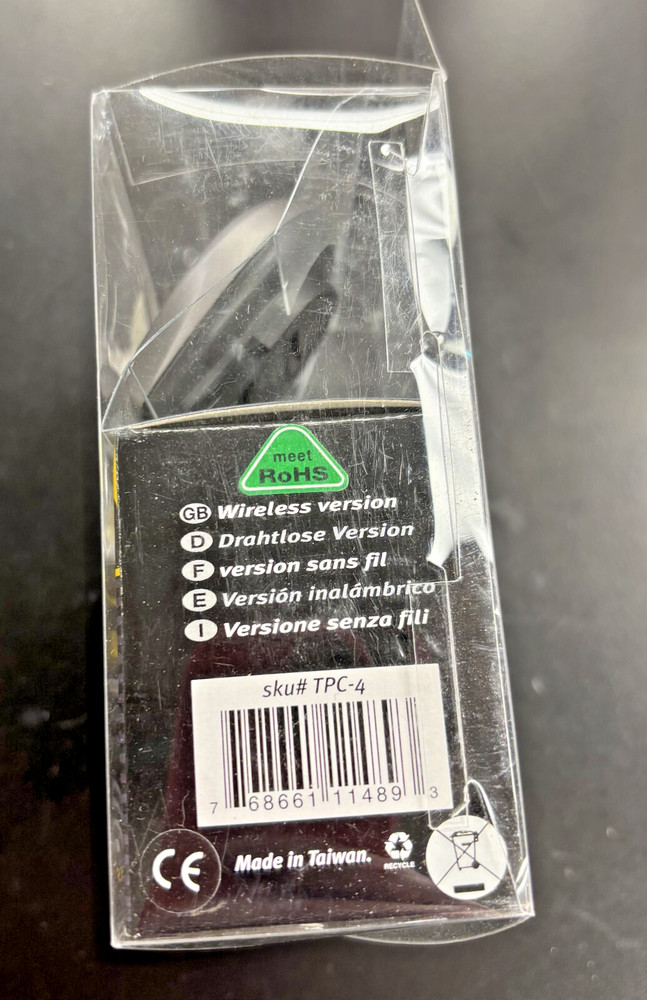 meet
RoHS
GB Wireless version
D Drahtlose Version
F version sans fil
E Versión inalámbrico
I Versione senza fili
sku# TPC-4
7 68661 11489 3
CE Made in Taiwan. RECYCLE